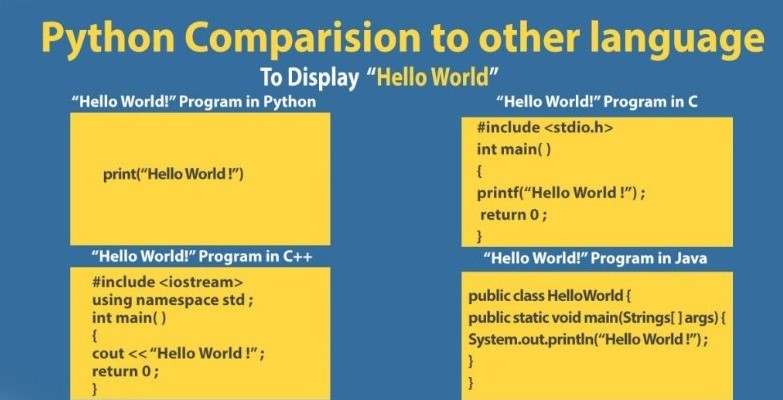 Python Comparision to other language
To Display “Hello World”
“Hello World!” Program in Python
print(“Hello World !”)
“Hello World!” Program in C
#include <stdio.h>
int main( )
{
printf(“Hello World !”) ;
return 0 ;
}
“Hello World!” Program in C++
#include <iostream>
using namespace std ;
int main( )
{
cout << “Hello World !” ;
return 0 ;
}
“Hello World!” Program in Java
public class HelloWorld {
public static void main(Strings[ ] args) {
System.out.println(“Hello World !”) ;
}
}